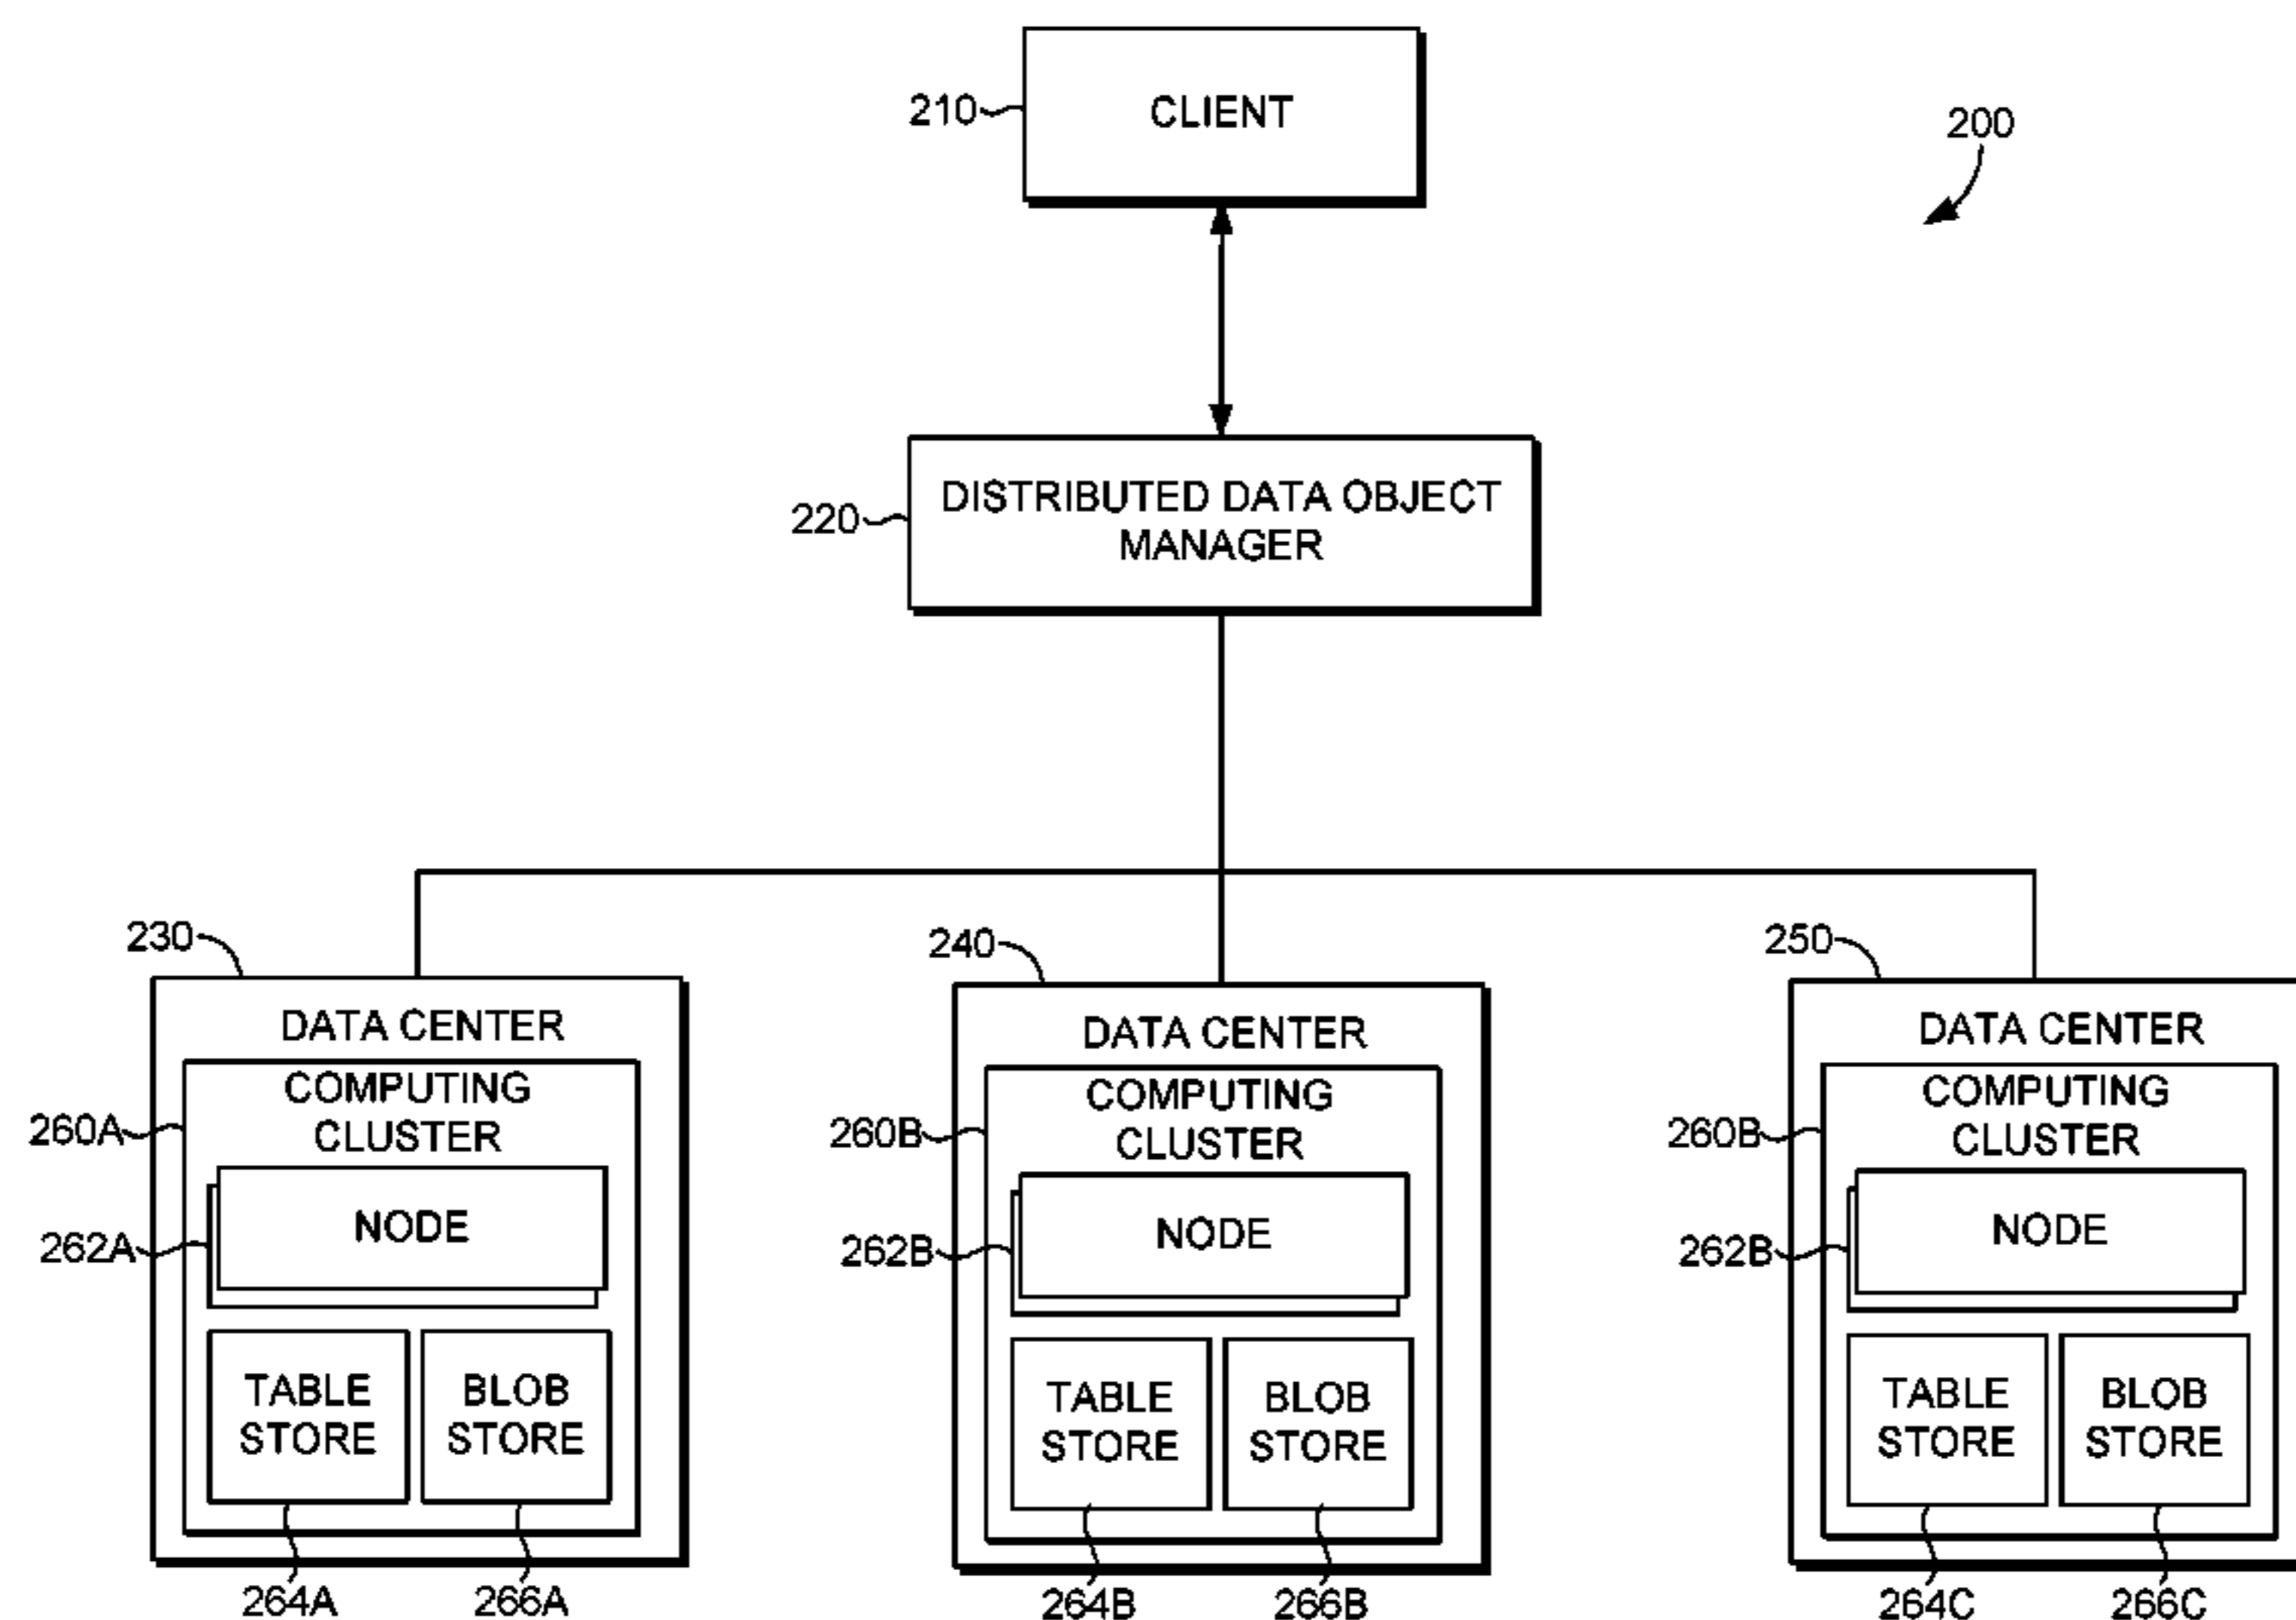 210
CLIENT
200
220
DISTRIBUTED DATA OBJECT
MANAGER
230
DATA CENTER
260A
COMPUTING
CLUSTER
262A
NODE
TABLE
STORE
BLOB
STORE
264A
266A
240
DATA CENTER
260B
COMPUTING
CLUSTER
262B
NODE
TABLE
STORE
BLOB
STORE
264B
266B
250
DATA CENTER
260B
COMPUTING
CLUSTER
262B
NODE
TABLE
STORE
BLOB
STORE
264C
266C